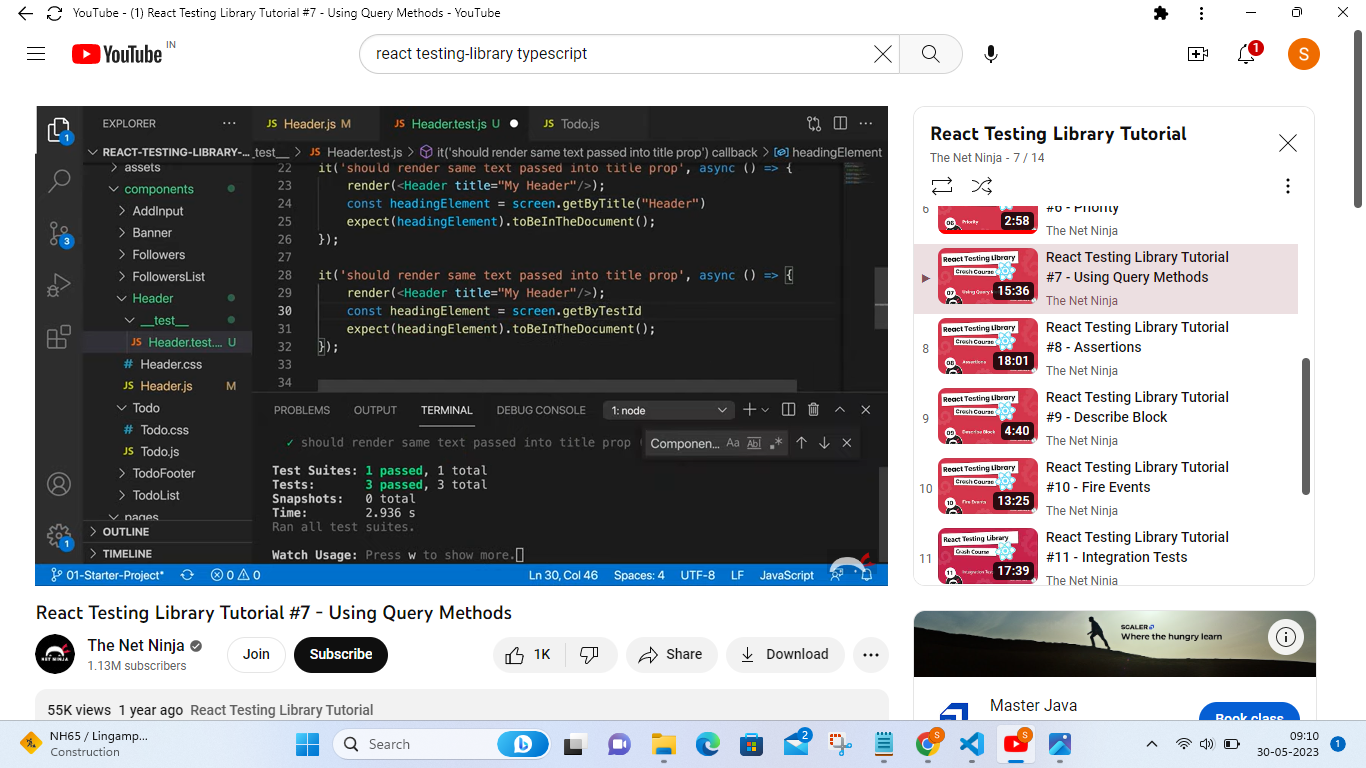 YouTube - (1) React Testing Library Tutorial #7 - Using Query Methods - YouTube
YouTube IN
react testing-library typescript
1
S
EXPLORER
REACT-TESTING-LIBRARY-...
assets
components
AddInput
Banner
Followers
FollowersList
Header
__test__
JS Header.test.... U
# Header.css
JS Header.js M
Todo
# Todo.css
JS Todo.js
TodoFooter
TodoList
pages
OUTLINE
TIMELINE
1
3
1
JS Header.js M
JS Header.test.js U
JS Todo.js
_test__ > JS Header.test.js > it('should render same text passed into title prop') callback > headingElement
22 it('should render same text passed into title prop', async () => {
23 render(<Header title="My Header"/>);
24 const headingElement = screen.getByTitle("Header")
25 expect(headingElement).toBeInTheDocument();
26 });
27
28 it('should render same text passed into title prop', async () => {
29 render(<Header title="My Header"/>);
30 const headingElement = screen.getByTestId
31 expect(headingElement).toBeInTheDocument();
32 });
33
34
PROBLEMS OUTPUT TERMINAL DEBUG CONSOLE 1: node
✓ should render same text passed into title prop (
Componen... Aa Abl .*
Test Suites: 1 passed, 1 total
Tests: 3 passed, 3 total
Snapshots: 0 total
Time: 2.936 s
Ran all test suites.
Watch Usage: Press w to show more.
01-Starter-Project* 0 0 Ln 30, Col 46 Spaces: 4 UTF-8 LF JavaScript
React Testing Library Tutorial #7 - Using Query Methods
NET NINJA
The Net Ninja
1.13M subscribers
Join
Subscribe
1K
Share
Download
55K views 1 year ago React Testing Library Tutorial
React Testing Library Tutorial
The Net Ninja - 7 / 14
6
2:58
#6 - Priority
The Net Ninja
React Testing Library
Crash Course
07
15:36
React Testing Library Tutorial
#7 - Using Query Methods
The Net Ninja
8
React Testing Library
Crash Course
08
Assertions
18:01
React Testing Library Tutorial
#8 - Assertions
The Net Ninja
9
React Testing Library
Crash Course
09
Describe Block
4:40
React Testing Library Tutorial
#9 - Describe Block
The Net Ninja
10
React Testing Library
Crash Course
10
Fire Events
13:25
React Testing Library Tutorial
#10 - Fire Events
The Net Ninja
11
React Testing Library
Crash Course
11
17:39
React Testing Library Tutorial
#11 - Integration Tests
The Net Ninja
SCALER
Where the hungry learn
Master Java
Book class
NH65 / Lingamp...
Construction
Search
2
S
S
09:10
30-05-2023
1